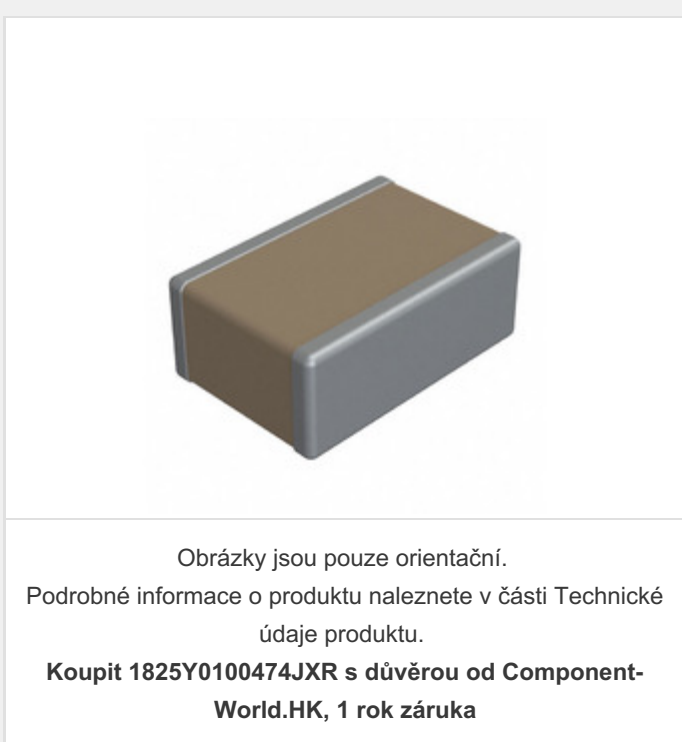 Obrázky jsou pouze orientační.
Podrobné informace o produktu naleznete v části Technické
údaje produktu.
Koupit 1825Y0100474JXR s důvěrou od Component-
World.HK, 1 rok záruka